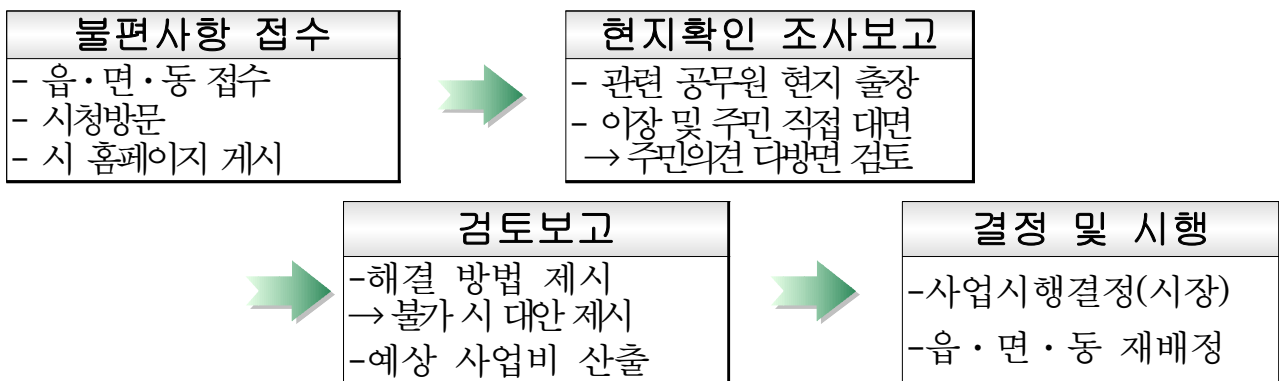 불편사항 접수
- 읍·면·동 접수
- 시청방문
- 시 홈페이지 게시
현지확인 조사보고
- 관련 공무원 현지 출장
- 이장 및 주민 직접 대면
→ 주민의견 다방면 검토
검토보고
-해결 방법 제시
→ 불가 시 대안 제시
-예상 사업비 산출
결정 및 시행
-사업시행결정(시장)
-읍·면·동 재배정